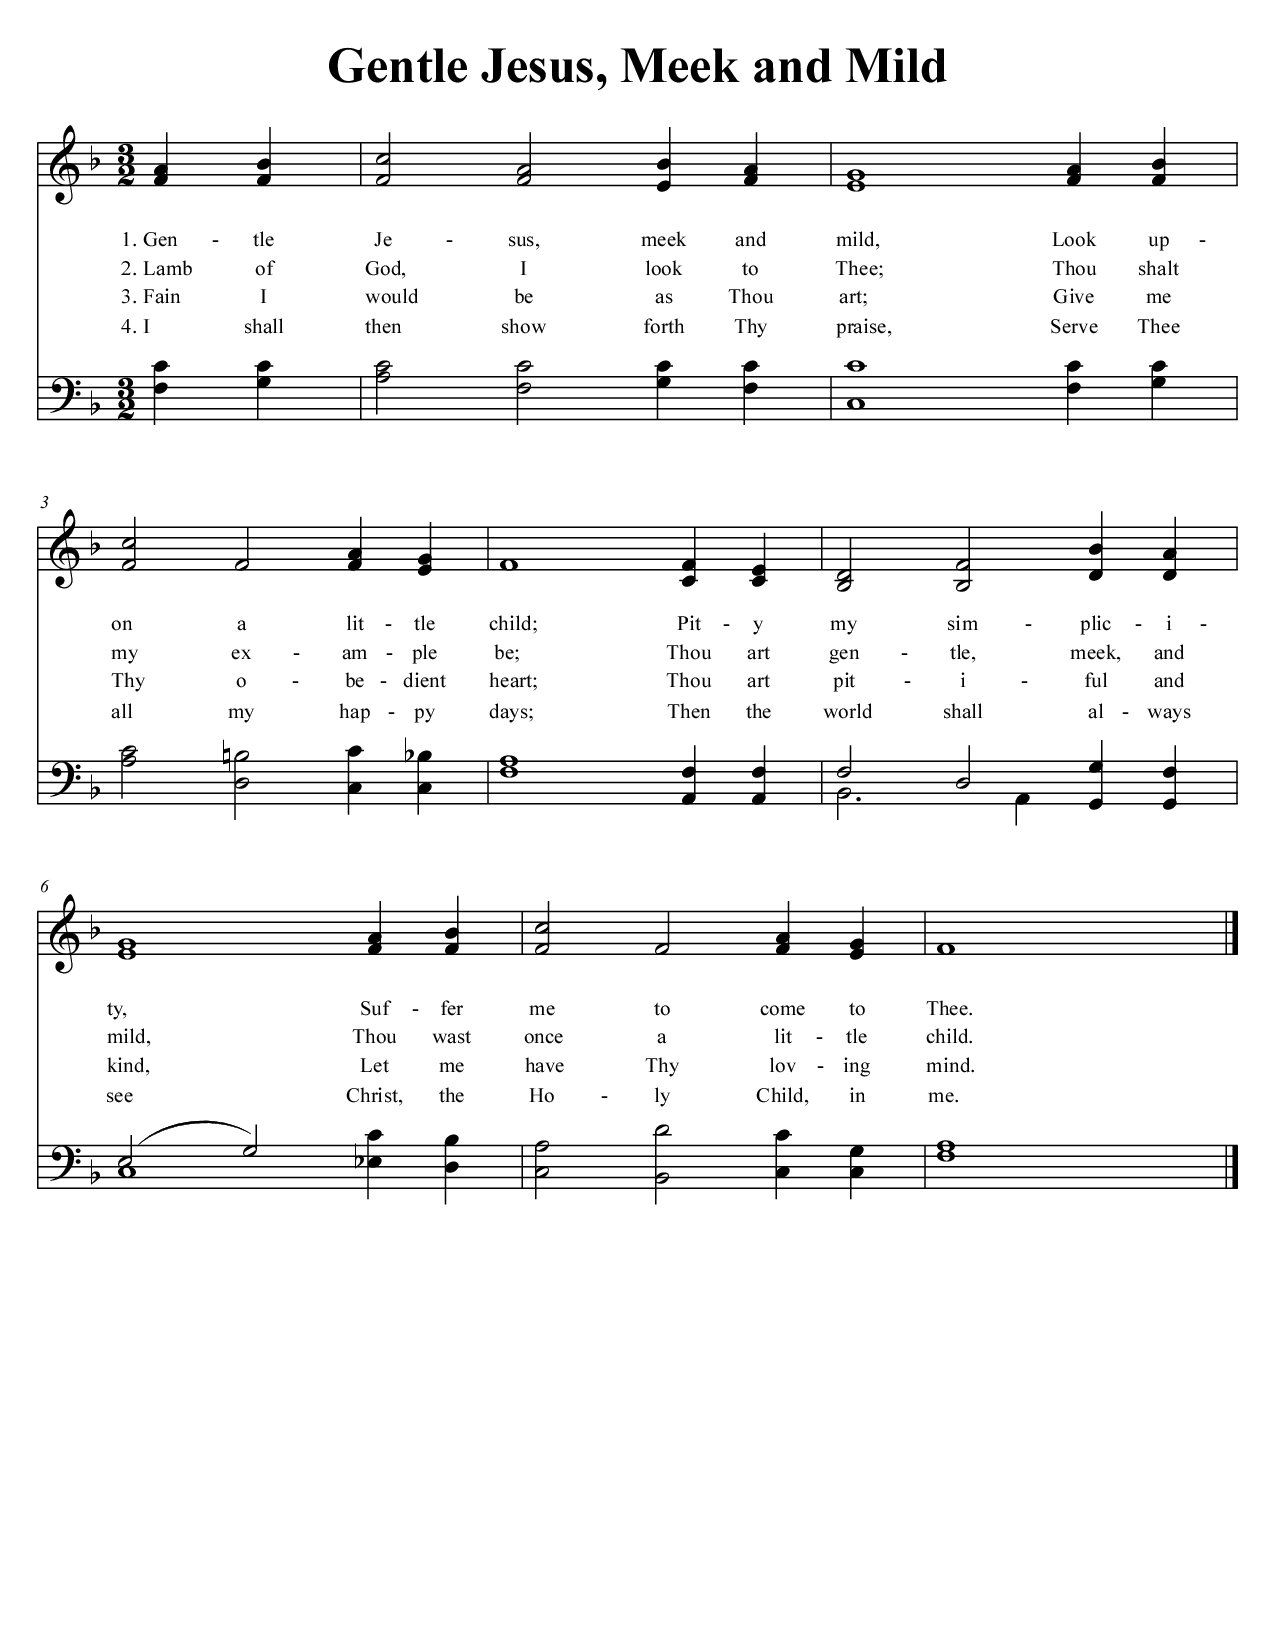 Gentle Jesus, Meek and Mild
1. Gen - tle Je - sus, meek and mild, Look up -
2. Lamb of God, I look to Thee; Thou shalt
3. Fain I would be as Thou art; Give me
4. I shall then show forth Thy praise, Serve Thee
3
on a lit - tle child; Pit - y my sim - plic - i -
my ex - am - ple be; Thou art gen - tle, meek, and
Thy o - be - dient heart; Thou art pit - i - ful and
all my hap - py days; Then the world shall al - ways
6
ty, Suf - fer me to come to Thee.
mild, Thou wast once a lit - tle child.
kind, Let me have Thy lov - ing mind.
see Christ, the Ho - ly Child, in me.